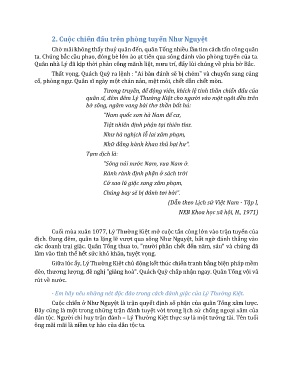 2. Cuộc chiến đấu trên phòng tuyến Như Nguyệt
Chờ mãi không thấy thuỷ quân đến, quân Tống nhiều lần tìm cách tấn công quân
ta. Chúng bắc cầu phao, đóng bè lớn ào ạt tiến qua sông đánh vào phòng tuyến của ta.
Quân nhà Lý đã kịp thời phản công mãnh liệt, mưu trí, đẩy lùi chúng về phía bờ Bắc.
Thất vọng, Quách Quỳ ra lệnh : "Ai bàn đánh sẽ bị chém" và chuyển sang củng
cố, phòng ngự. Quân sĩ ngày một chán nản, mệt mỏi, chết dần chết mòn.
Tương truyền, để động viên, khích lệ tinh thần chiến đấu của
quân sĩ, đêm đêm Lý Thường Kiệt cho người vào một ngôi đền trên
bờ sông, ngâm vang bài thơ thần bất hủ:
"Nam quốc sơn hà Nam đế cư,
Tiệt nhiên định phận tại thiên thư.
Như hà nghịch lỗ lai xâm phạm,
Nhữ đẳng hành khan thủ bại hư".
Tạm dịch là:
"Sông núi nước Nam, vua Nam ở
Rành rành định phận ở sách trời
Cớ sao lũ giặc sang xâm phạm,
Chúng bay sẽ bị đánh tơi bời".
(Dẫn theo Lịch sử Việt Nam - Tập I,
NXB Khoa học xã hội, H., 1971)
Cuối mùa xuân 1077, Lý Thường Kiệt mở cuộc tấn công lớn vào trận tuyến của
địch. Đang đêm, quân ta lặng lẽ vượt qua sông Như Nguyệt, bất ngờ đánh thẳng vào
các doanh trại giặc. Quân Tống thua to, "mười phần chết đến năm, sáu" và chúng đã
lâm vào tình thế hết sức khó khăn, tuyệt vọng.
Giữa lúc ấy, Lý Thường Kiệt chủ động kết thúc chiến tranh bằng biện pháp mềm
dẻo, thương lượng, đề nghị "giảng hoà". Quách Quỳ chấp nhận ngay. Quân Tống vội vã
rút về nước.
- Em hãy nêu những nét độc đáo trong cách đánh giặc của Lý Thường Kiệt.
Cuộc chiến ở Như Nguyệt là trận quyết định số phận của quân Tống xâm lược.
Đây cũng là một trong những trận đánh tuyệt vời trong lịch sử chống ngoại xâm của
dân tộc. Người chỉ huy trận đánh – Lý Thường Kiệt thực sự là một tướng tài. Tên tuổi
ông mãi mãi là niềm tự hào của dân tộc ta.